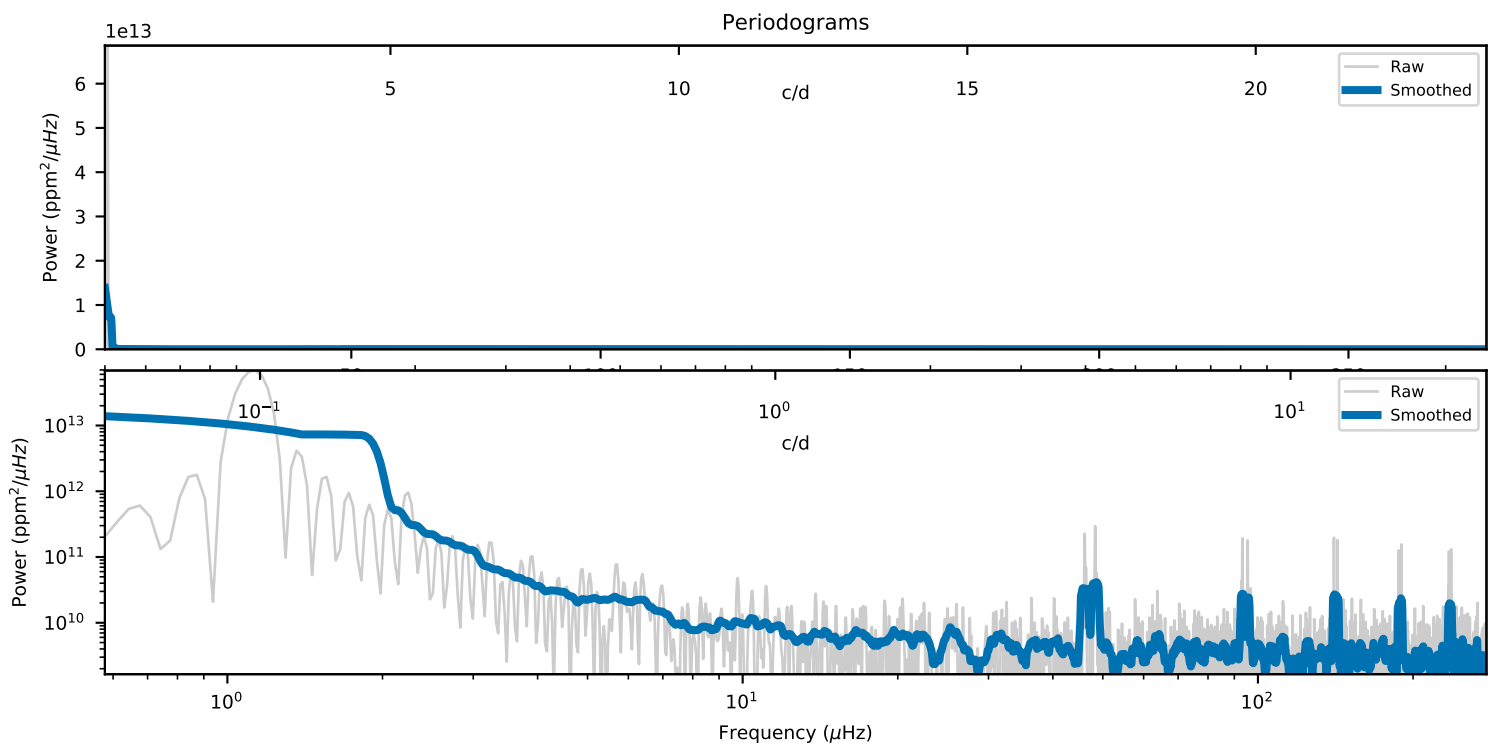 Periodograms
1e13
5 10 15 20
c/d
Raw
Smoothed
6
5
4
3
2
1
0
Power (ppm²/μHz)
10⁻¹ 10⁰ 10¹
c/d
Raw
Smoothed
10¹³
10¹²
10¹¹
10¹⁰
Power (ppm²/μHz)
10⁰ 10¹ 10²
Frequency (μHz)